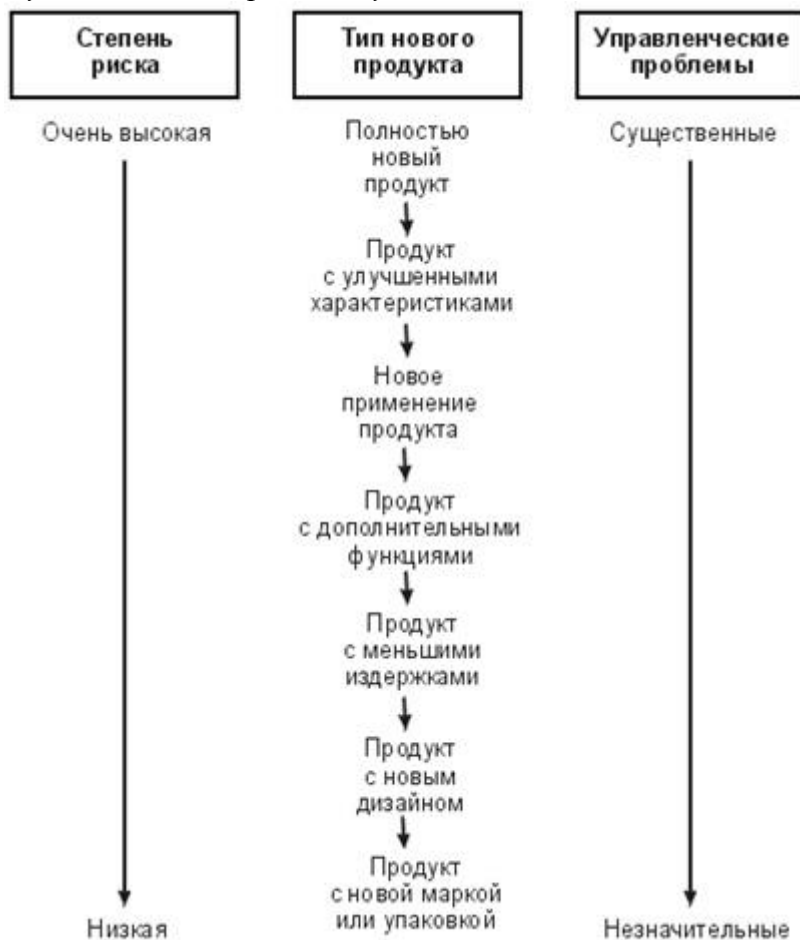 Степень
риска
Тип нового
продукта
Управленческие
проблемы
Очень высокая
Полностью
новый
продукт
Существенные
Продукт
с улучшенными
характеристиками
Новое
применение
продукта
Продукт
с дополнительными
функциями
Продукт
с меньшими
издержками
Продукт
с новым
дизайном
Продукт
с новой маркой
или упаковкой
Низкая
Незначительные